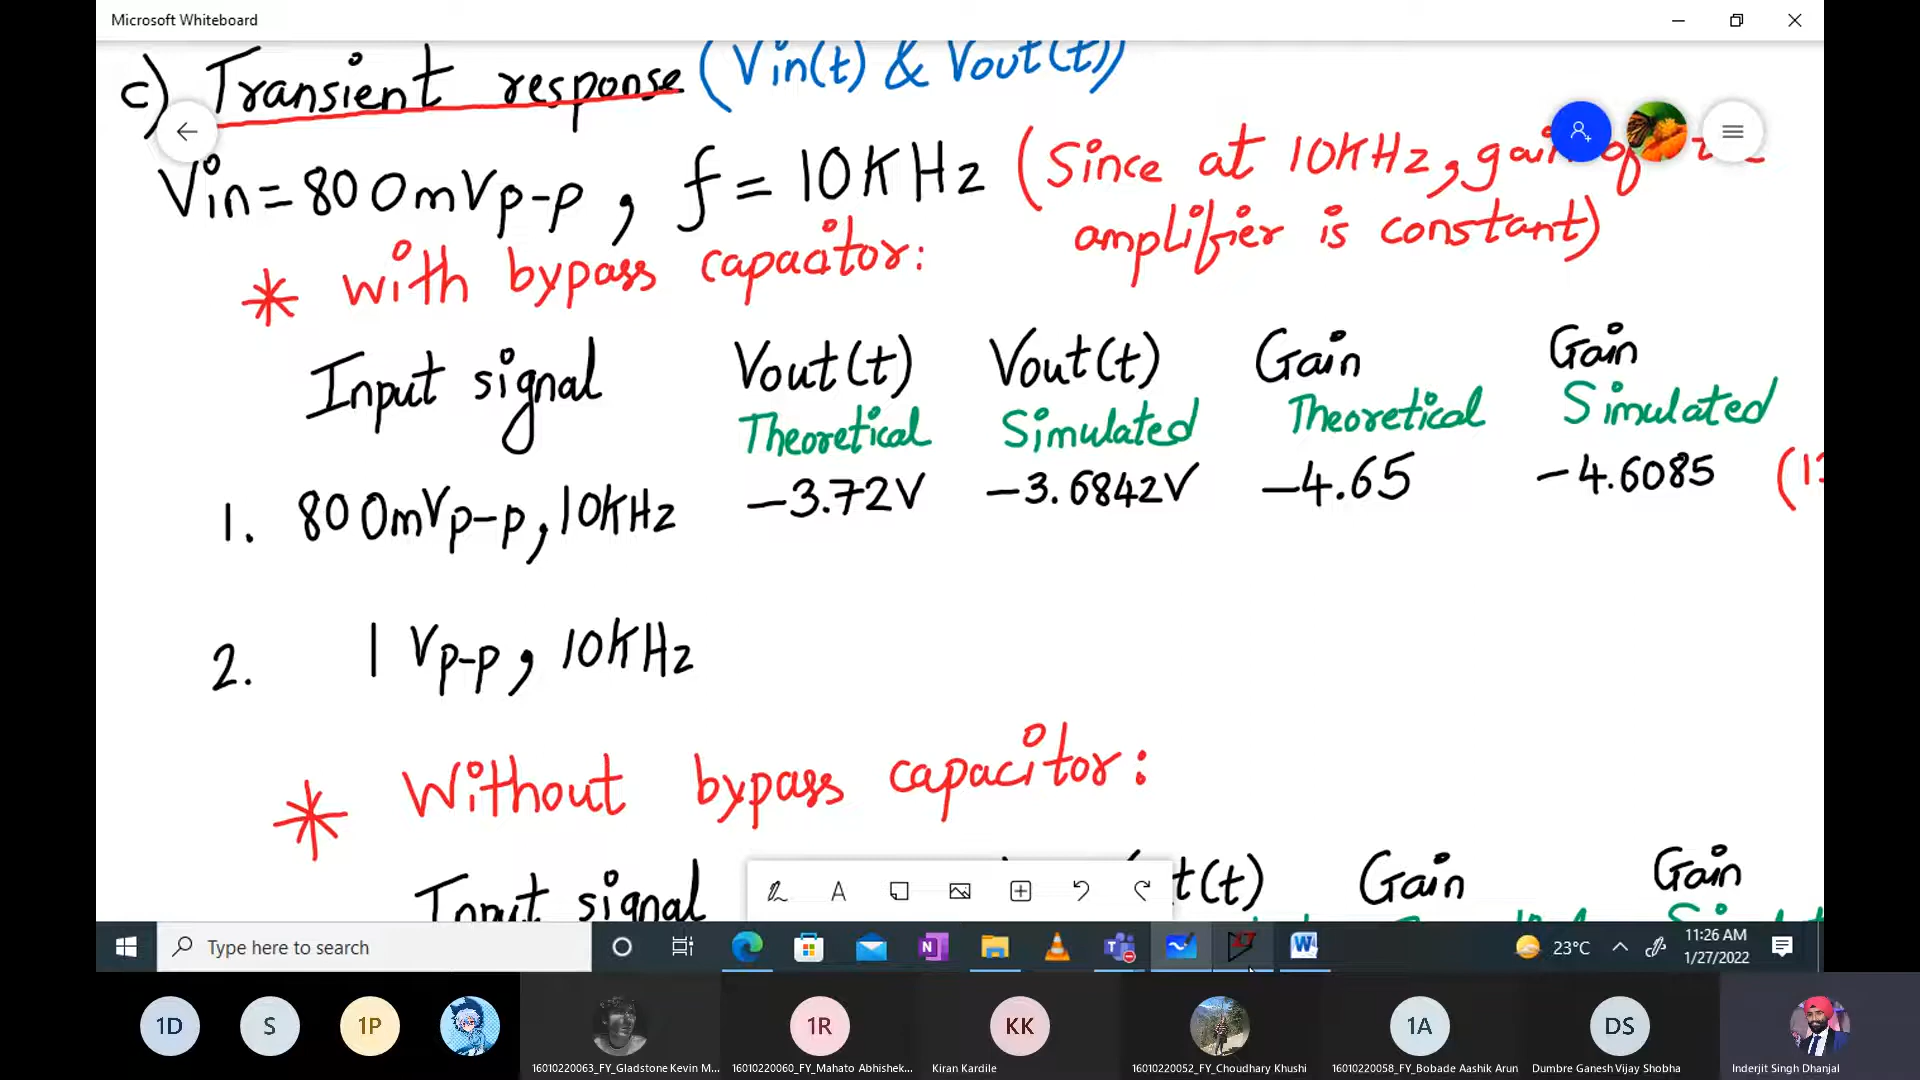 Microsoft Whiteboard
c) Transient response (Vin(t) & Vout(t))
Vin=800mVp-p, f=10KHz (Since at 10KHz, gain of
amplifier is constant)
* with bypass capacitor:
Input signal Vout(t) Vout(t) Gain Gain
Theoretical Simulated Theoretical Simulated
1. 800mVp-p, 10KHz -3.72V -3.6842V -4.65 -4.6085
2. 1 Vp-p, 10KHz
* Without bypass capacitor:
Input signal t(t) Gain Gain
Type here to search
23°C
11:26 AM
1/27/2022
1D S 1P 1R KK 1A DS
16010220063_FY_Gladstone Kevin M... 16010220060_FY_Mahato Abhishek... Kiran Kardile 16010220052_FY_Choudhary Khushi 16010220058_FY_Bobade Aashik Arun Dumbre Ganesh Vijay Shobha Inderjit Singh Dhanjal